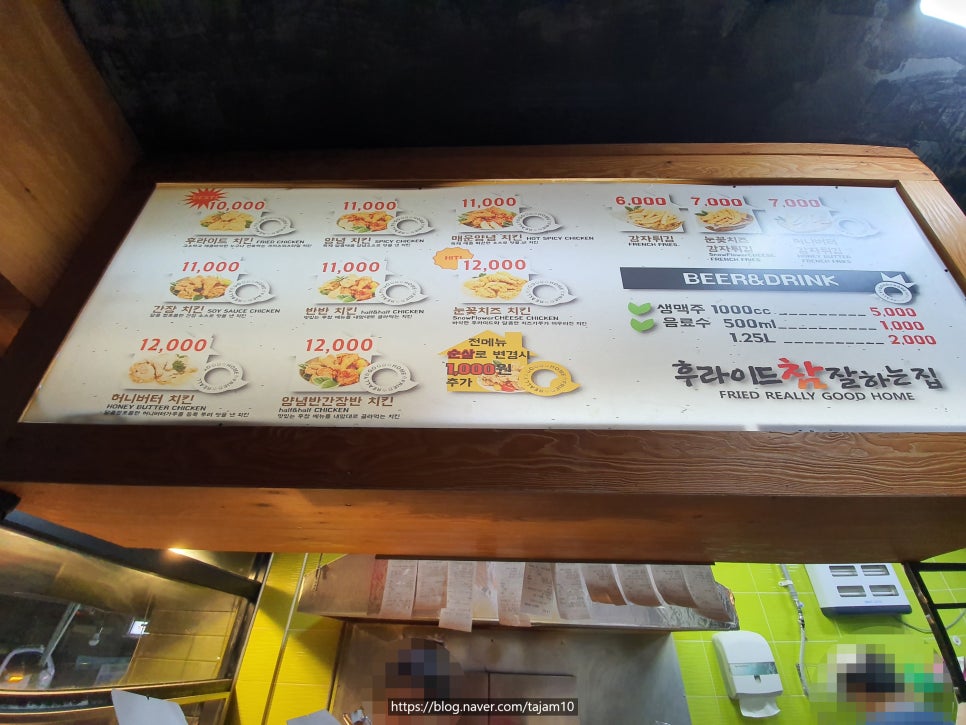 10,000
후라이드 치킨 FRIED CHICKEN
11,000
양념 치킨 SPICY CHICKEN
11,000
매운양념 치킨 HOT SPICY CHICKEN
11,000
간장 치킨 SOY SAUCE CHICKEN
11,000
반반 치킨 half&half CHICKEN
HIT!
12,000
눈꽃치즈 치킨
SnowFlowerCHEESE CHICKEN
12,000
허니버터 치킨
HONEY BUTTER CHICKEN
12,000
양념반간장반 치킨
half&half CHICKEN
전메뉴
순살로 변경시
1,000원
추가
6,000
감자튀김
FRENCH FRIES
7,000
눈꽃치즈
감자튀김
SnowFlowerCHEESE
FRENCH FRIES
7,000
허니버터
감자튀김
HONEY BUTTER
FRENCH FRIES
BEER&DRINK
생맥주 1000cc 5,000
음료수 500ml 1,000
1.25L 2,000
후라이드참잘하는집
FRIED REALLY GOOD HOME
https://blog.naver.com/tajam10